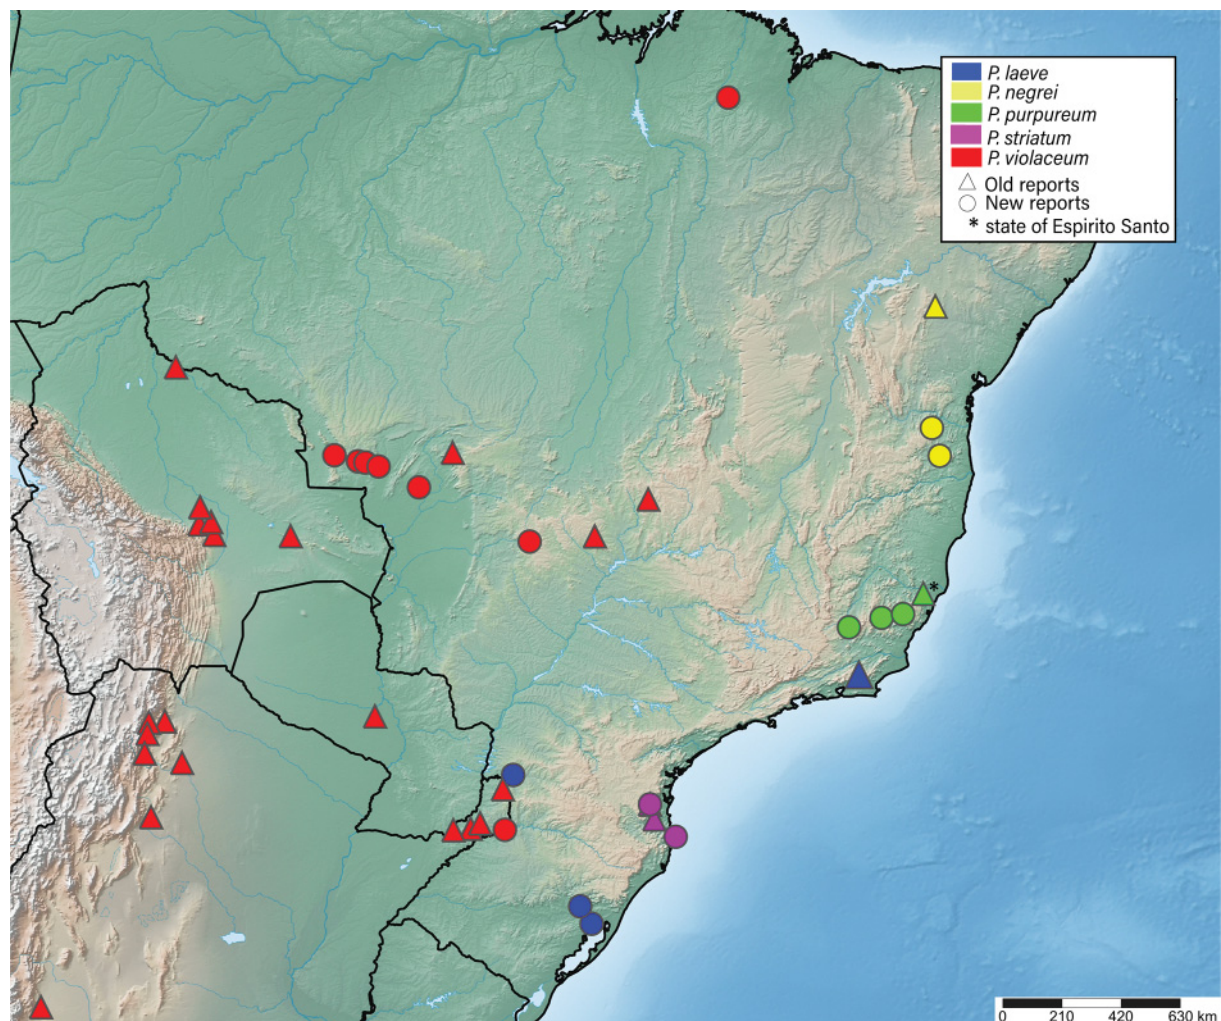 P. laeve
P. negrei
P. purpureum
P. striatum
P. violaceum
Old reports
New reports
* state of Espirito Santo
*
0 210 420 630 km